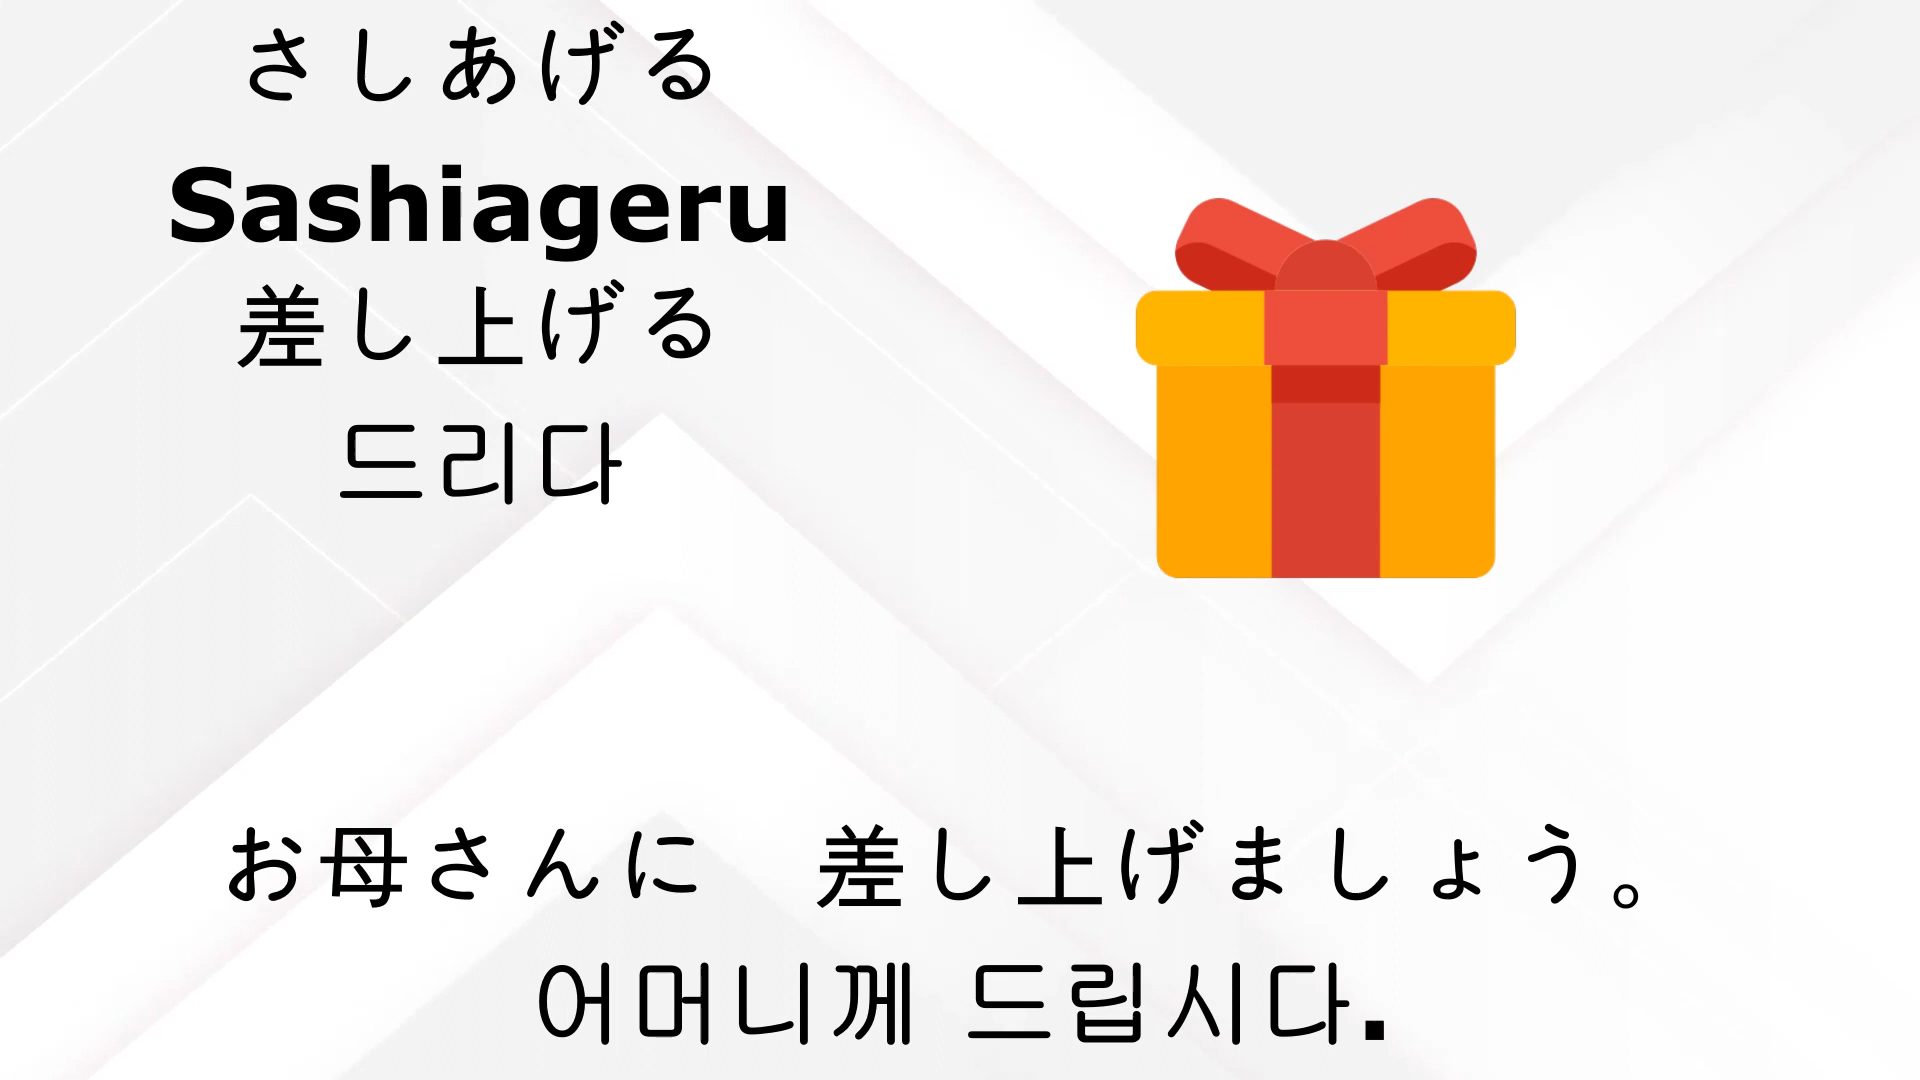 さしあげる
Sashiageru
差し上げる
드리다
お母さんに　差し上げましょう。
어머니께 드립시다.